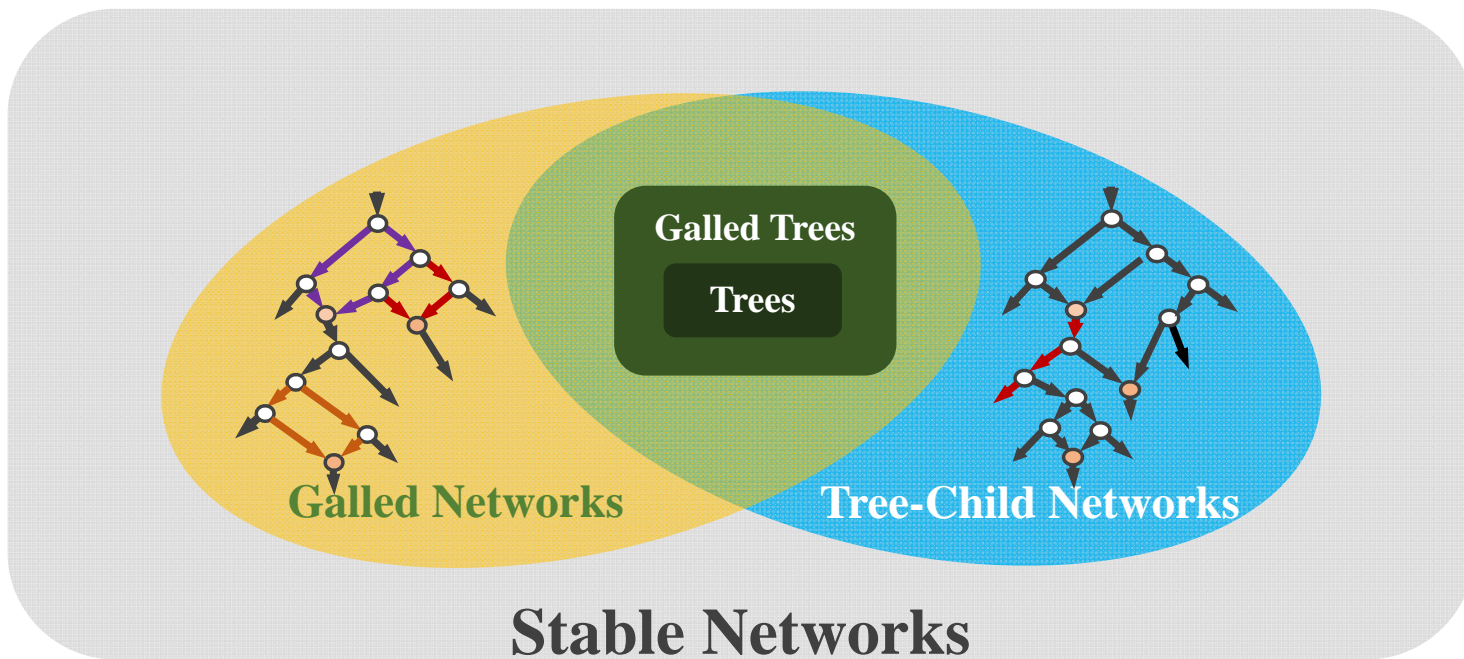 Galled Trees
Trees
Galled Networks
Tree-Child Networks
Stable Networks